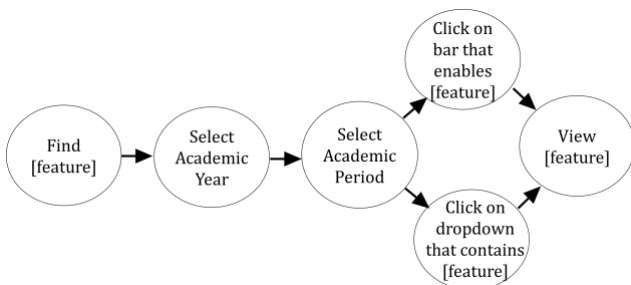 Find
[feature]
Select
Academic
Year
Select
Academic
Period
Click on
bar that
enables
[feature]
Click on
dropdown
that contains
[feature]
View
[feature]